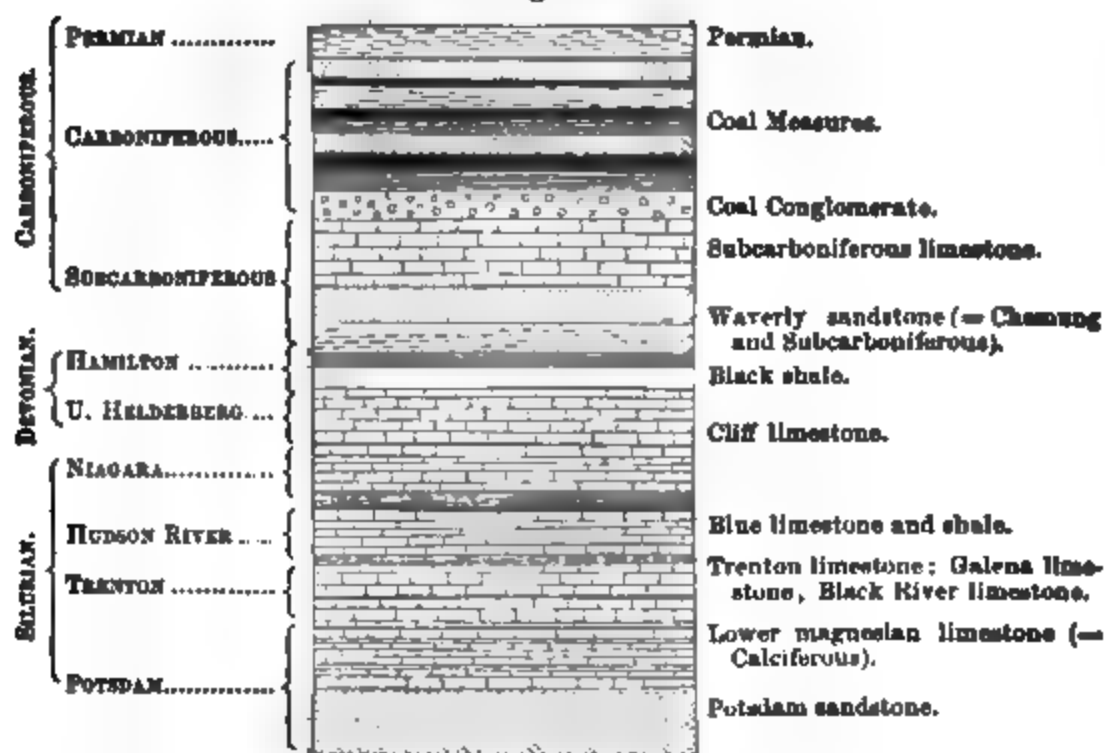 CARBONIFEROUS.
PERMIAN
CARBONIFEROUS
SUBCARBONIFEROUS
DEVONIAN.
HAMILTON
U. HELDERBERG
SILURIAN.
NIAGARA
HUDSON RIVER
TRENTON
POTSDAM
Permian.
Coal Measures.
Coal Conglomerate.
Subcarboniferous limestone.
Waverly sandstone (= Chemung
and Subcarboniferous).
Black shale.
Cliff limestone.
Blue limestone and shale.
Trenton limestone; Galena lime-
stone, Black River limestone.
Lower magnesian limestone (=
Calciferous).
Potsdam sandstone.